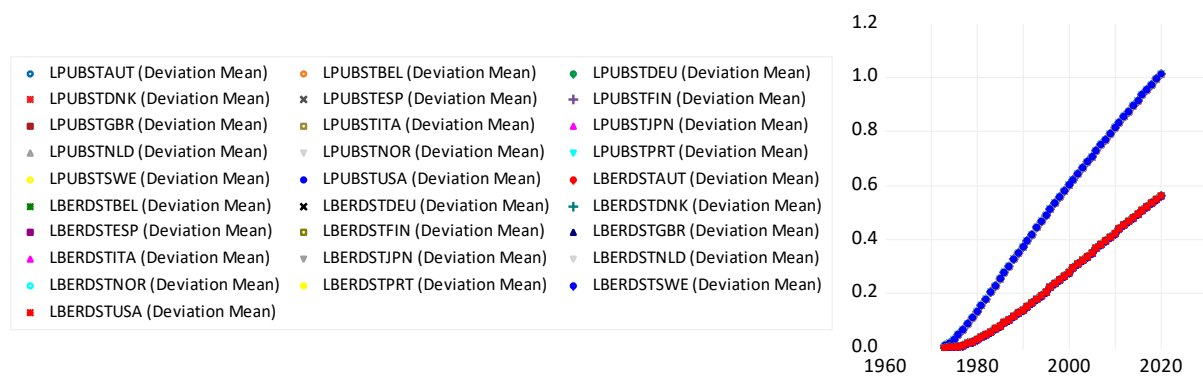 LPUBSTAUT (Deviation Mean) LPUBSTBEL (Deviation Mean) LPUBSTDEU (Deviation Mean)
LPUBSTDNK (Deviation Mean) LPUBSTESP (Deviation Mean) LPUBSTFIN (Deviation Mean)
LPUBSTGBR (Deviation Mean) LPUBSTITA (Deviation Mean) LPUBSTJPN (Deviation Mean)
LPUBSTNLD (Deviation Mean) LPUBSTNOR (Deviation Mean) LPUBSTPRT (Deviation Mean)
LPUBSTSWE (Deviation Mean) LPUBSTUSA (Deviation Mean) LBERDSTAUT (Deviation Mean)
LBERDSTBEL (Deviation Mean) LBERDSTDEU (Deviation Mean) LBERDSTDNK (Deviation Mean)
LBERDSTESP (Deviation Mean) LBERDSTFIN (Deviation Mean) LBERDSTGBR (Deviation Mean)
LBERDSTITA (Deviation Mean) LBERDSTJPN (Deviation Mean) LBERDSTNLD (Deviation Mean)
LBERDSTNOR (Deviation Mean) LBERDSTPRT (Deviation Mean) LBERDSTSWE (Deviation Mean)
LBERDSTUSA (Deviation Mean)
1.2
1.0
0.8
0.6
0.4
0.2
0.0
1960 1980 2000 2020